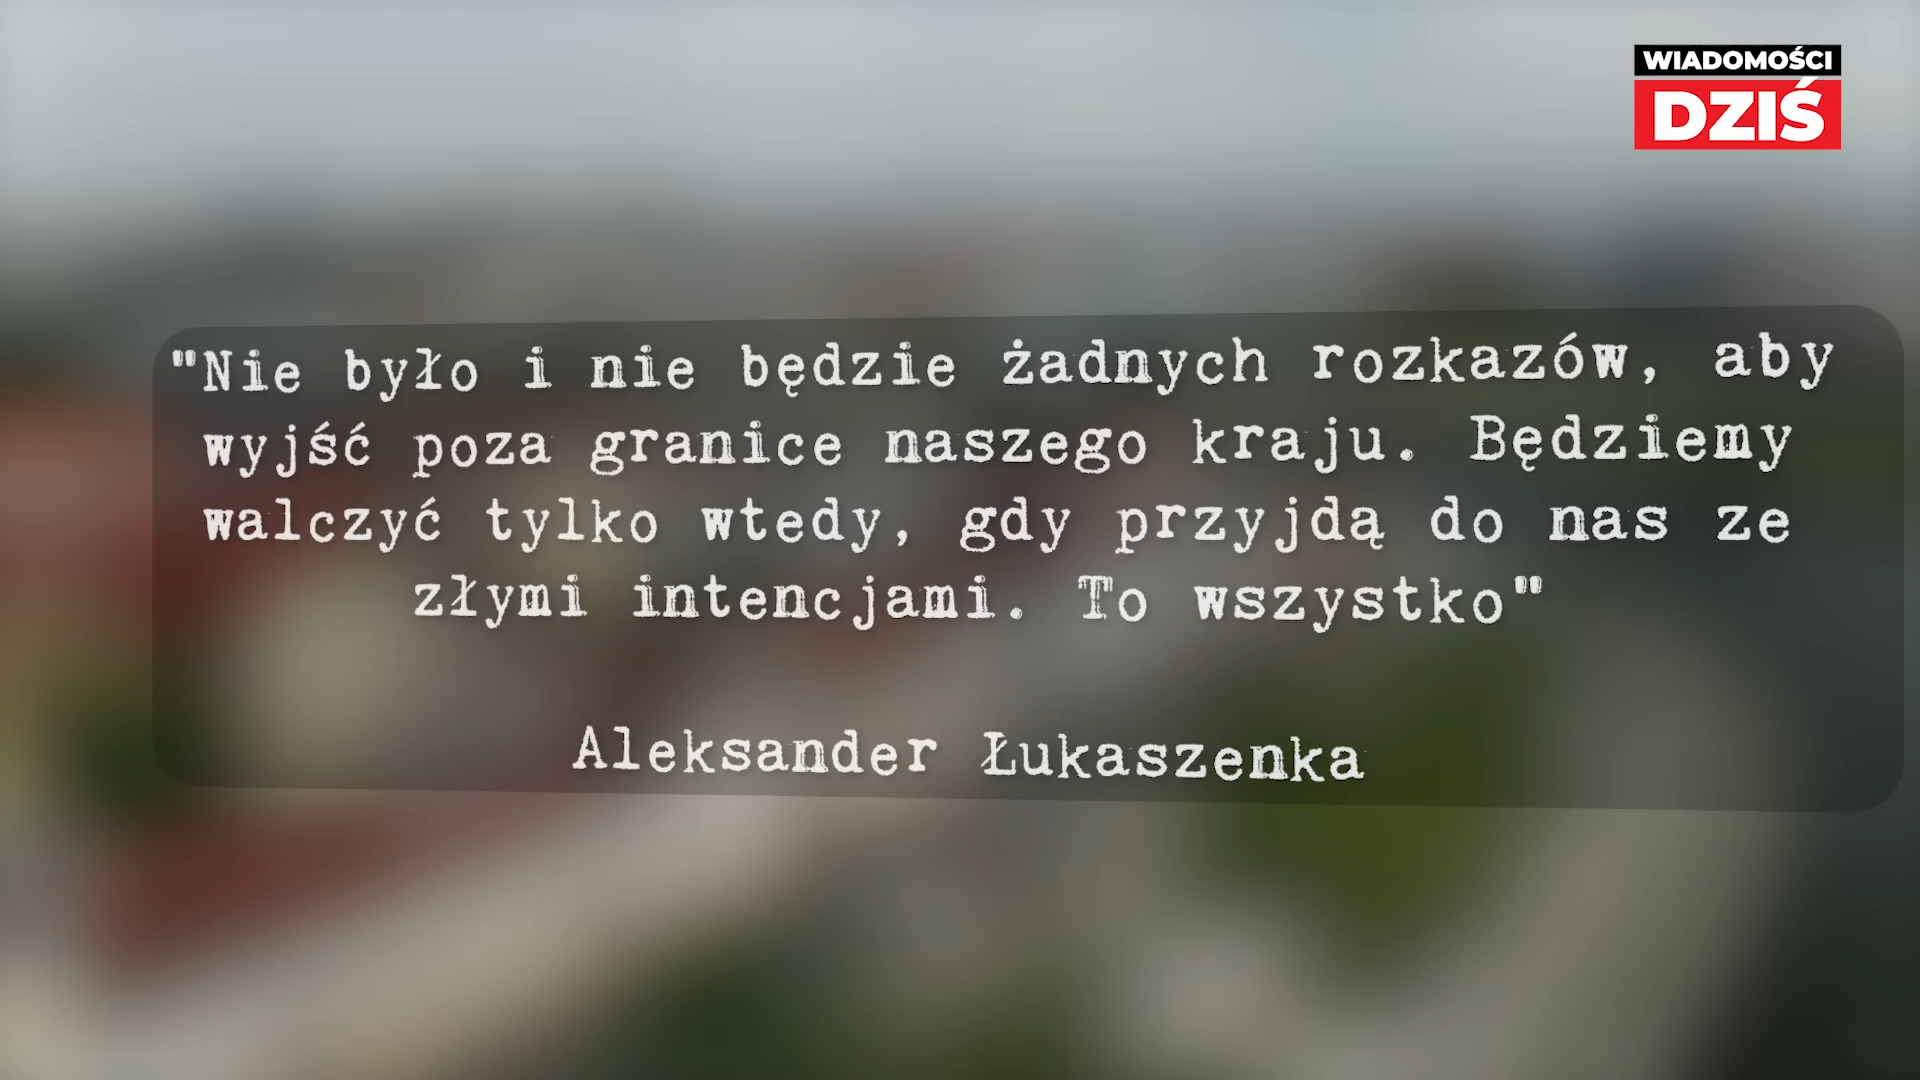 WIADOMOŚCI
DZIŚ
"Nie było i nie będzie żadnych rozkazów, aby
wyjść poza granice naszego kraju. Będziemy
walczyć tylko wtedy, gdy przyjdą do nas ze
złymi intencjami. To wszystko"
Aleksander Łukaszenka